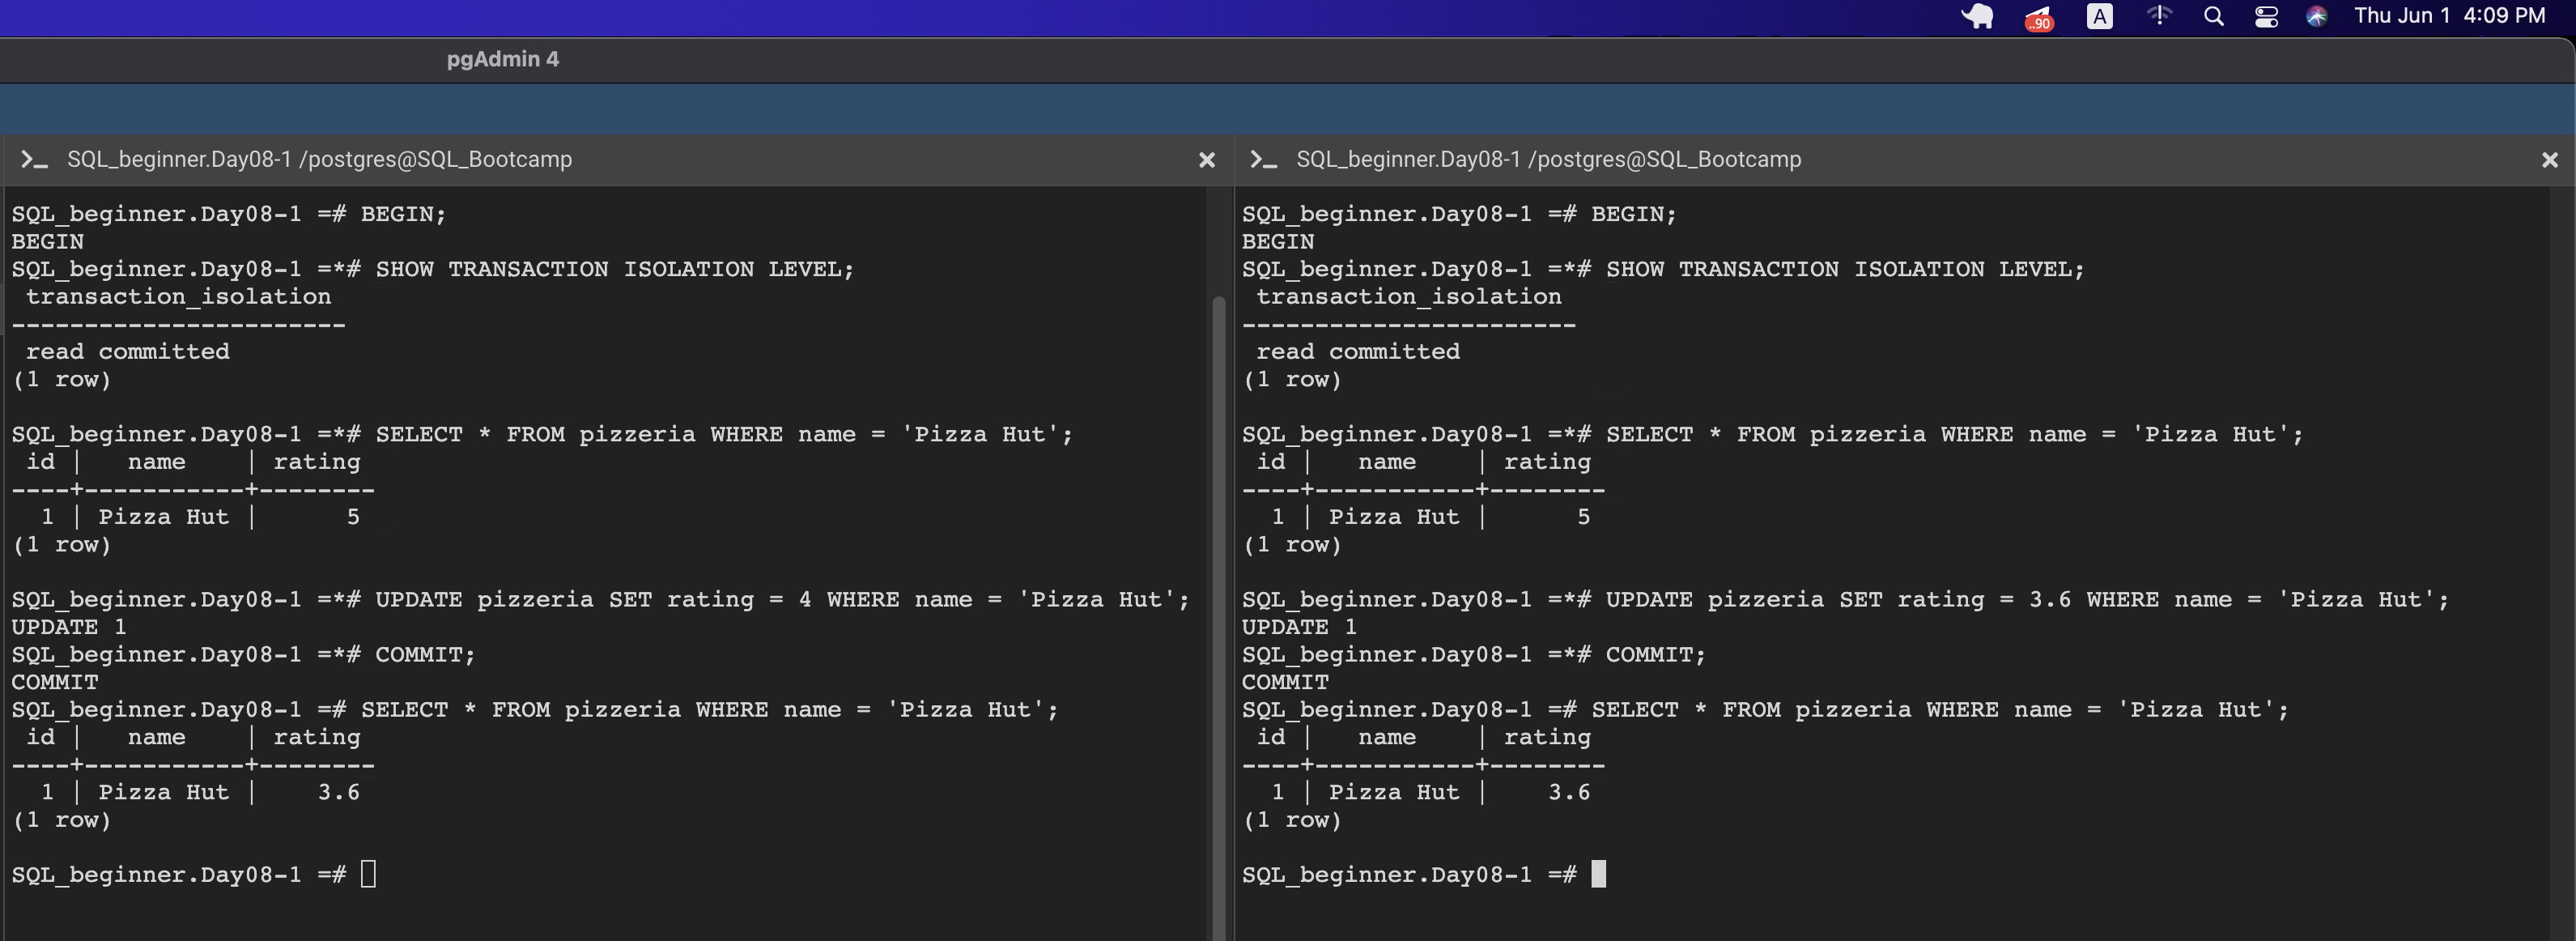 ..90
A
Thu Jun 1 4:09 PM
pgAdmin 4
SQL_beginner.Day08-1 /postgres@SQL_Bootcamp
SQL_beginner.Day08-1 =# BEGIN;
BEGIN
SQL_beginner.Day08-1 =*# SHOW TRANSACTION ISOLATION LEVEL;
 transaction_isolation
-----------------------
 read committed
(1 row)

SQL_beginner.Day08-1 =*# SELECT * FROM pizzeria WHERE name = 'Pizza Hut';
 id |   name    | rating
----+-----------+--------
  1 | Pizza Hut |      5
(1 row)

SQL_beginner.Day08-1 =*# UPDATE pizzeria SET rating = 4 WHERE name = 'Pizza Hut';
UPDATE 1
SQL_beginner.Day08-1 =*# COMMIT;
COMMIT
SQL_beginner.Day08-1 =# SELECT * FROM pizzeria WHERE name = 'Pizza Hut';
 id |   name    | rating
----+-----------+--------
  1 | Pizza Hut |    3.6
(1 row)

SQL_beginner.Day08-1 =#
SQL_beginner.Day08-1 /postgres@SQL_Bootcamp
SQL_beginner.Day08-1 =# BEGIN;
BEGIN
SQL_beginner.Day08-1 =*# SHOW TRANSACTION ISOLATION LEVEL;
 transaction_isolation
-----------------------
 read committed
(1 row)

SQL_beginner.Day08-1 =*# SELECT * FROM pizzeria WHERE name = 'Pizza Hut';
 id |   name    | rating
----+-----------+--------
  1 | Pizza Hut |      5
(1 row)

SQL_beginner.Day08-1 =*# UPDATE pizzeria SET rating = 3.6 WHERE name = 'Pizza Hut';
UPDATE 1
SQL_beginner.Day08-1 =*# COMMIT;
COMMIT
SQL_beginner.Day08-1 =# SELECT * FROM pizzeria WHERE name = 'Pizza Hut';
 id |   name    | rating
----+-----------+--------
  1 | Pizza Hut |    3.6
(1 row)

SQL_beginner.Day08-1 =#